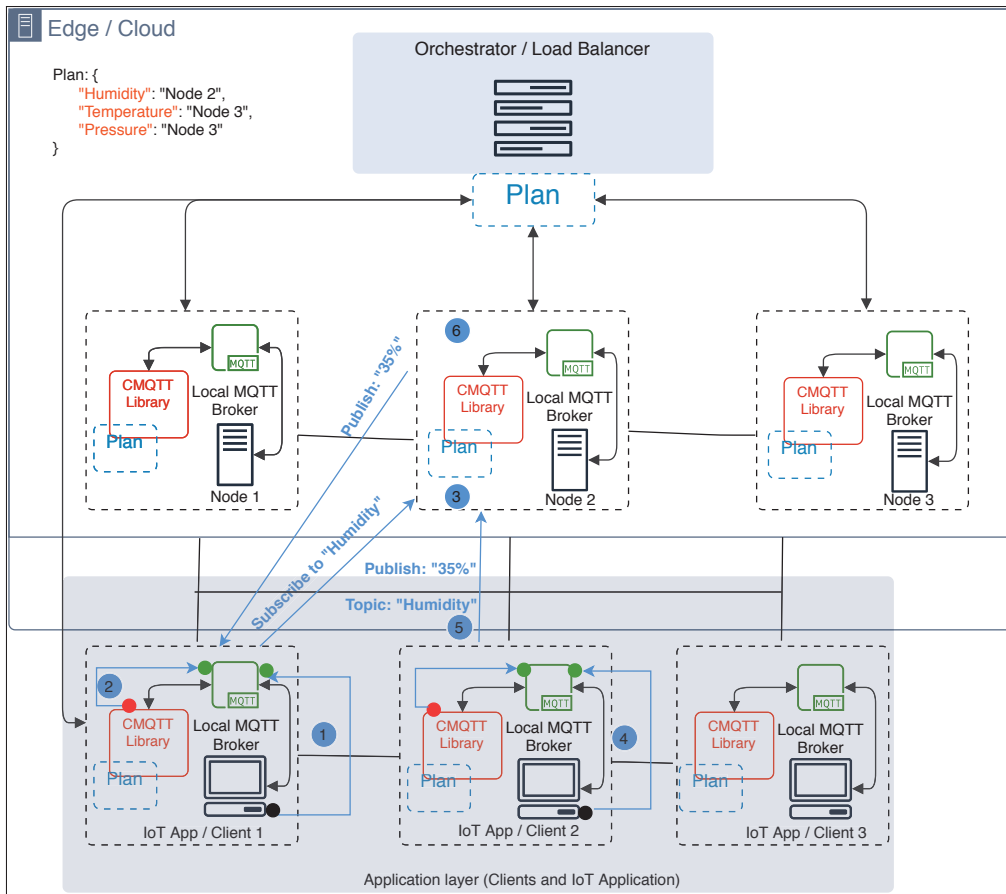 Edge / Cloud
Orchestrator / Load Balancer
Plan: {
"Humidity": "Node 2",
"Temperature": "Node 3",
"Pressure": "Node 3"
}
Plan
MQTT
CMQTT
Library
Local MQTT
Broker
Plan
Node 1
6
MQTT
CMQTT
Library
Local MQTT
Broker
Plan
3
Node 2
MQTT
CMQTT
Library
Local MQTT
Broker
Plan
Node 3
Publish: "35%"
Subscribe to "Humidity"
Publish: "35%"
Topic: "Humidity"
5
2
MQTT
CMQTT
Library
Local MQTT
Broker
Plan
1
IoT App / Client 1
MQTT
CMQTT
Library
Local MQTT
Broker
Plan
4
IoT App / Client 2
MQTT
CMQTT
Library
Local MQTT
Broker
Plan
IoT App / Client 3
Application layer (Clients and IoT Application)